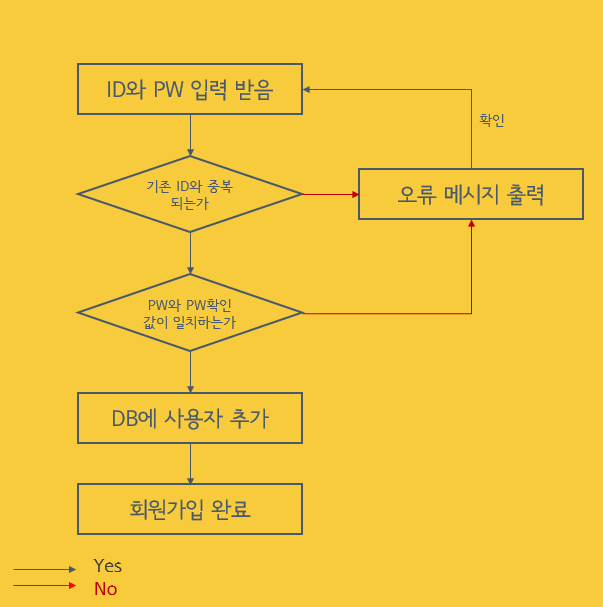 ID와 PW 입력 받음
확인
기존 ID와 중복
되는가
오류 메시지 출력
PW와 PW확인
값이 일치하는가
DB에 사용자 추가
회원가입 완료
Yes
No